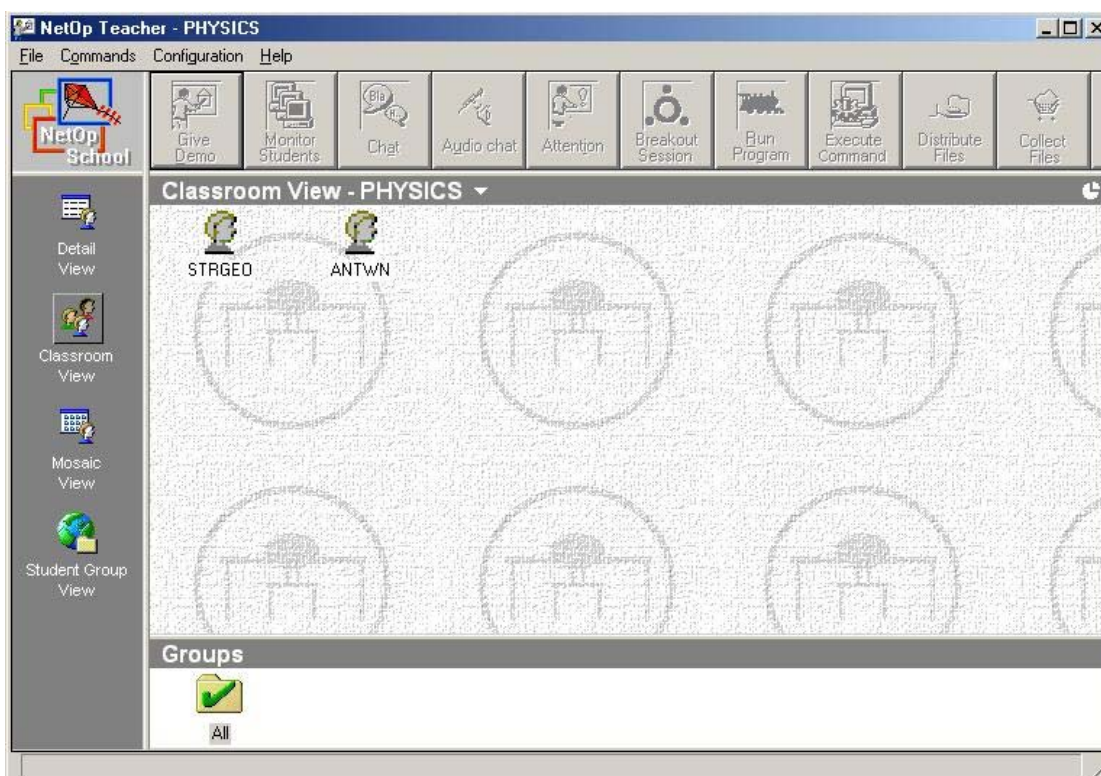 NetOp Teacher - PHYSICS
File Commands Configuration Help
NetOp
School
Give
Demo
Monitor
Students
Bla
H..
Chat
Audio chat
Attention
Breakout
Session
Run
Program
Execute
Command
Distribute
Files
Collect
Files
Classroom View - PHYSICS
Detail
View
Classroom
View
Mosaic
View
Student Group
View
STRGEO
ANTWN
Groups
All